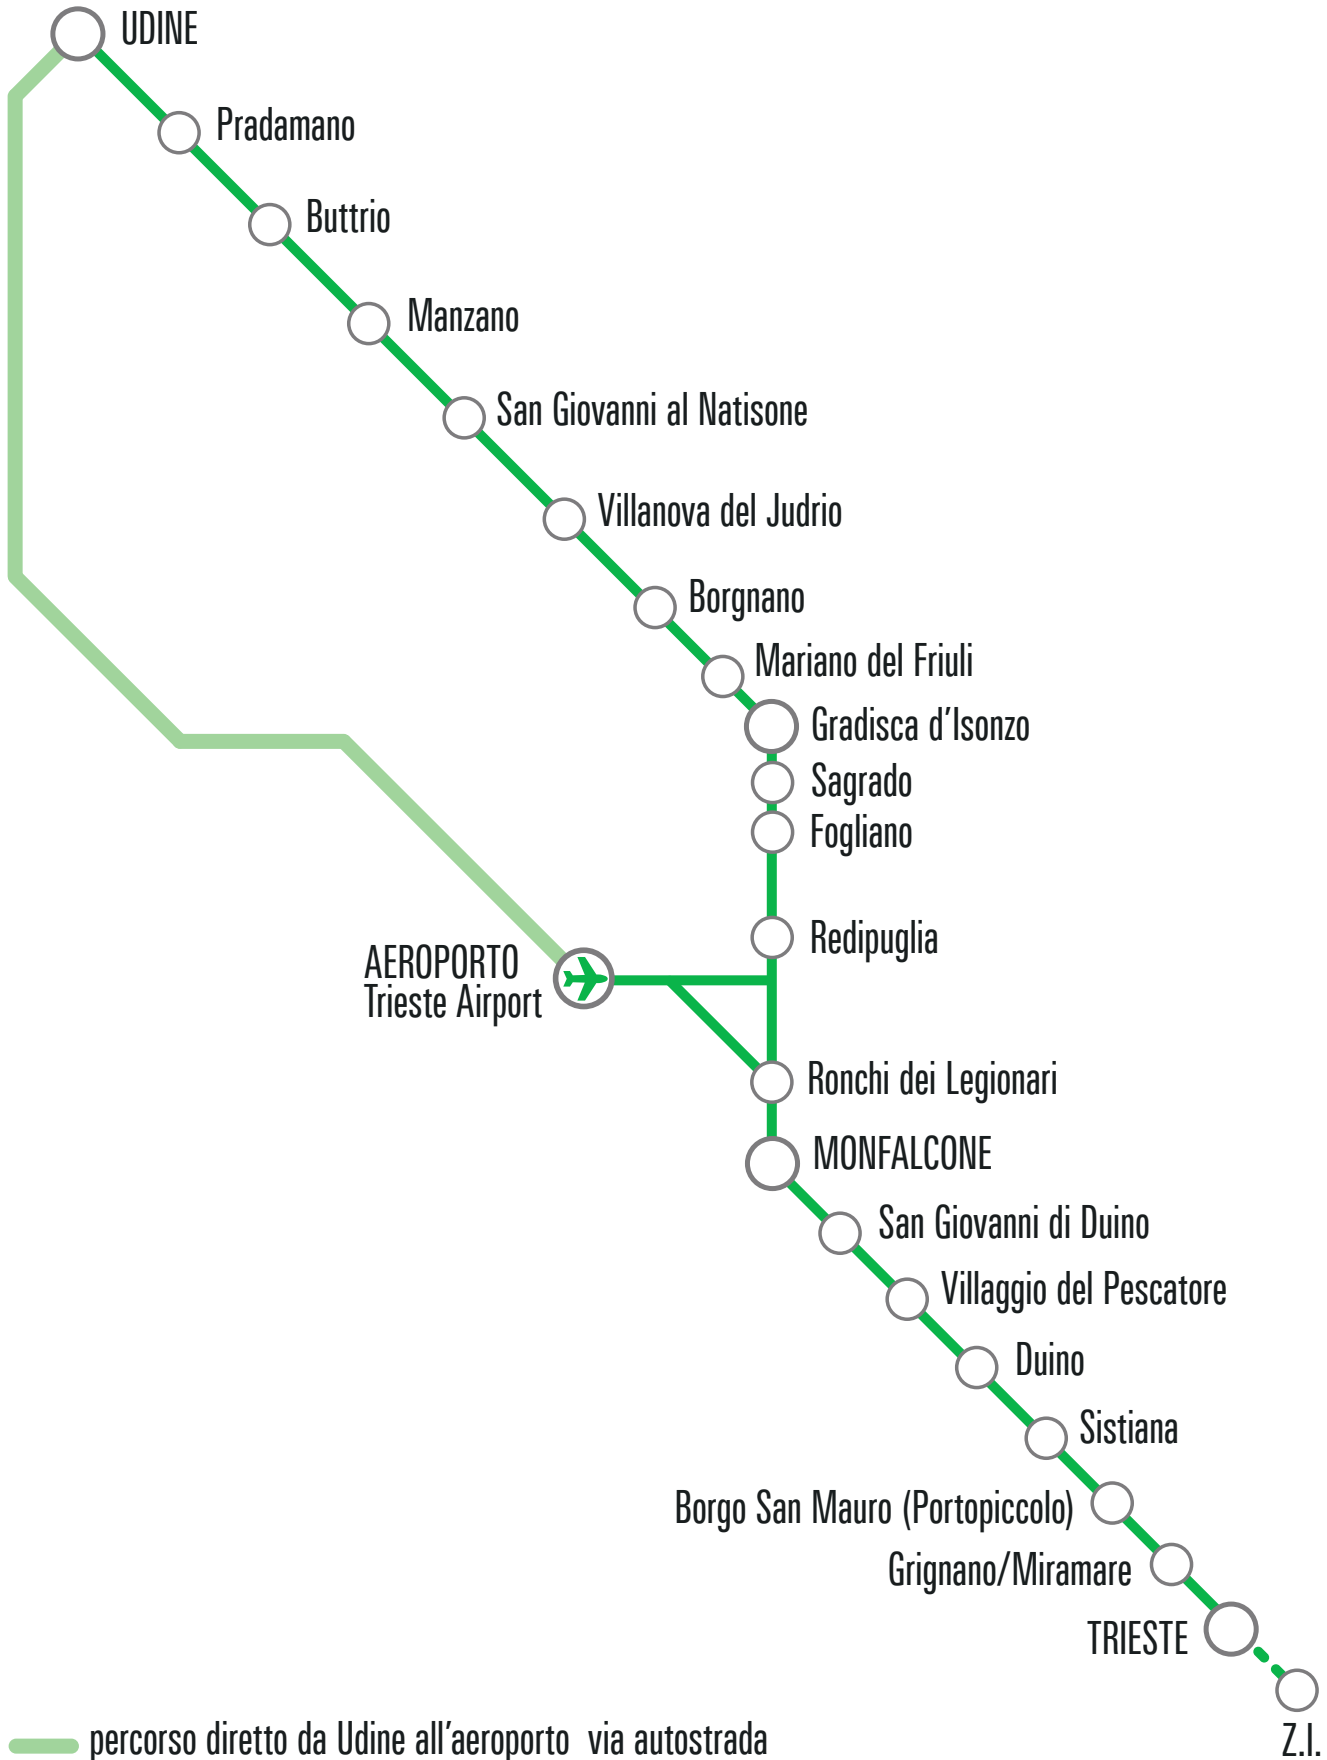 UDINE
Pradamano
Buttrio
Manzano
San Giovanni al Natisone
Villanova del Judrio
Borgnano
Mariano del Friuli
Gradisca d'Isonzo
Sagrado
Fogliano
Redipuglia
AEROPORTO
Trieste Airport
Ronchi dei Legionari
MONFALCONE
San Giovanni di Duino
Villaggio del Pescatore
Duino
Sistiana
Borgo San Mauro (Portopiccolo)
Grignano/Miramare
TRIESTE
Z.I.
percorso diretto da Udine all'aeroporto via autostrada